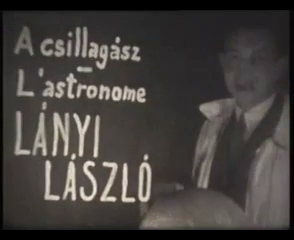 A csillagász
–
L'astronome
LÁNYI
LÁSZLÓ